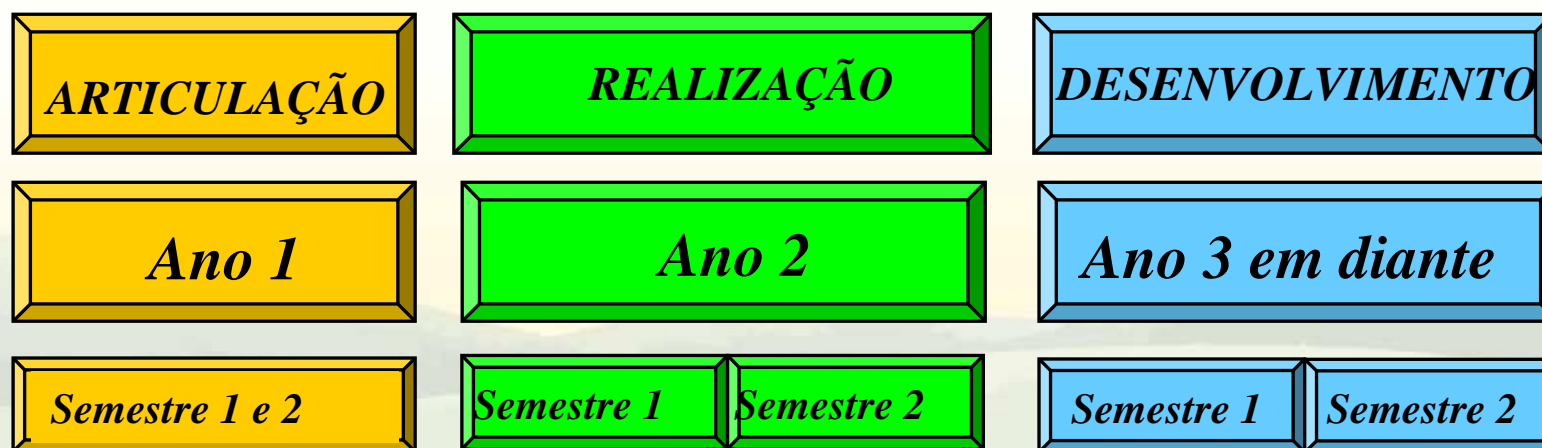 ARTICULAÇÃO
REALIZAÇÃO
DESENVOLVIMENTO
Ano 1
Ano 2
Ano 3 em diante
Semestre 1 e 2
Semestre 1
Semestre 2
Semestre 1
Semestre 2